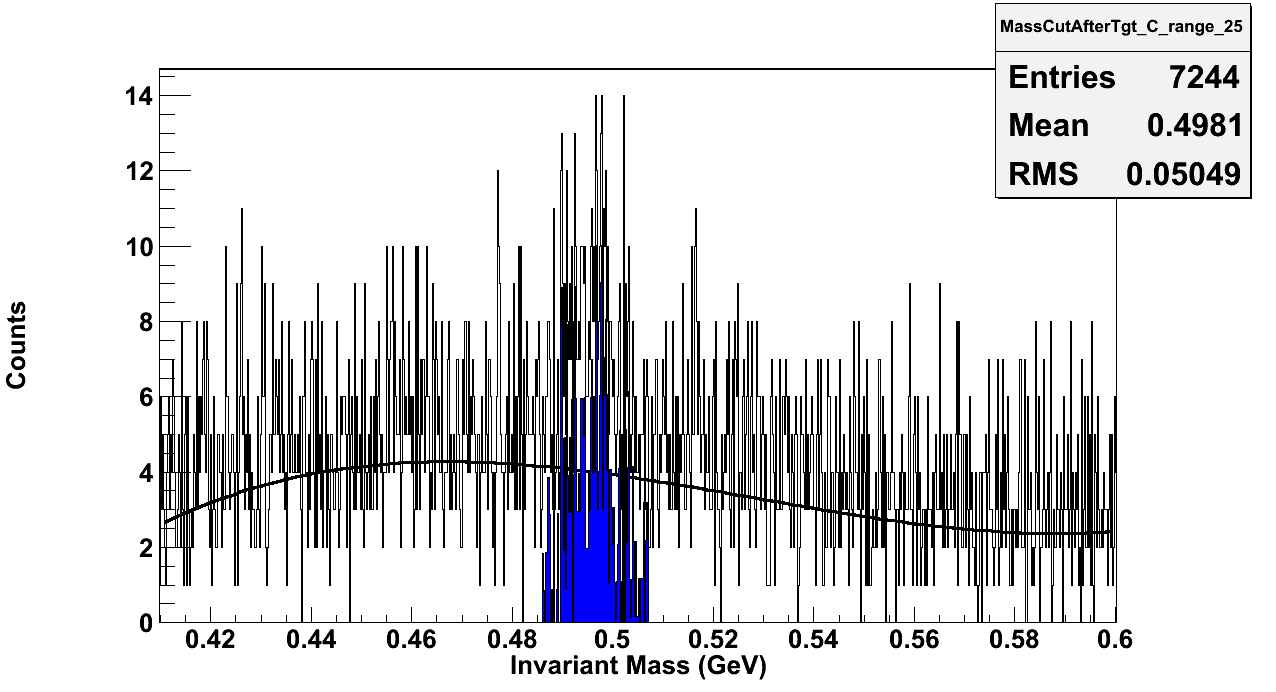 MassCutAfterTgt_C_range_25
Entries 7244
Mean 0.4981
RMS 0.05049
Counts
14
12
10
8
6
4
2
0
0.42 0.44 0.46 0.48 0.5 0.52 0.54 0.56 0.58 0.6
Invariant Mass (GeV)